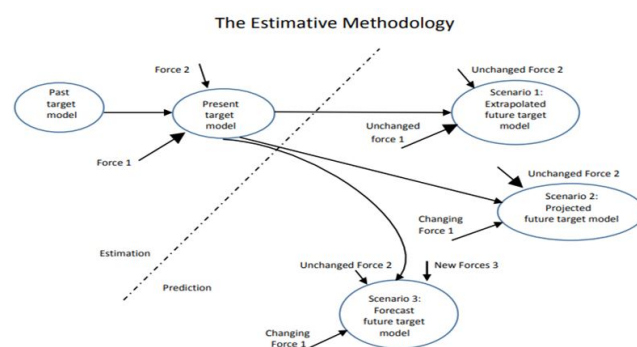 The Estimative Methodology
Force 2
Unchanged Force 2
Past
target
model
Present
target
model
Scenario 1:
Extrapolated
future target
model
Unchanged
force 1
Force 1
Unchanged Force 2
Scenario 2:
Projected
future target model
Changing
Force 1
Estimation
Prediction
Unchanged Force 2
New Forces 3
Scenario 3:
Forecast
future target
model
Changing
Force 1